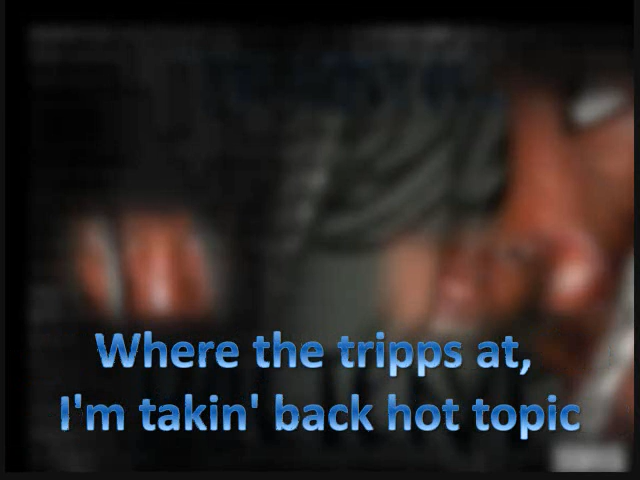 Where the tripps at,
I'm takin' back hot topic